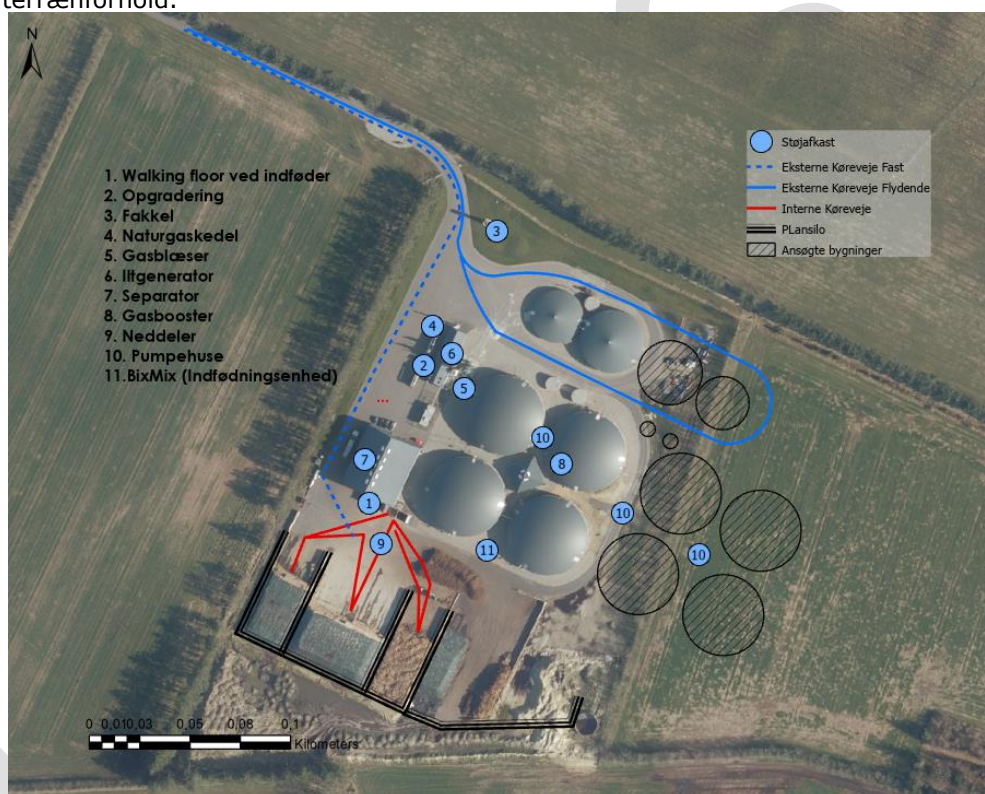 terrænforhold.
N
1. Walking floor ved indføder
2. Opgradering
3. Fakkel
4. Naturgaskedel
5. Gasblæser
6. Iltgenerator
7. Separator
8. Gasbooster
9. Neddeler
10. Pumpehuse
11.BixMix (Indfødningsenhed)
Støjafkast
Eksterne Køreveje Fast
Eksterne Køreveje Flydende
Interne Køreveje
PLansilo
Ansøgte bygninger
3
4
6
2
5
10
8
7
1
10
9
11
10
0 0,010,03 0,05 0,08 0,1
Kilometers